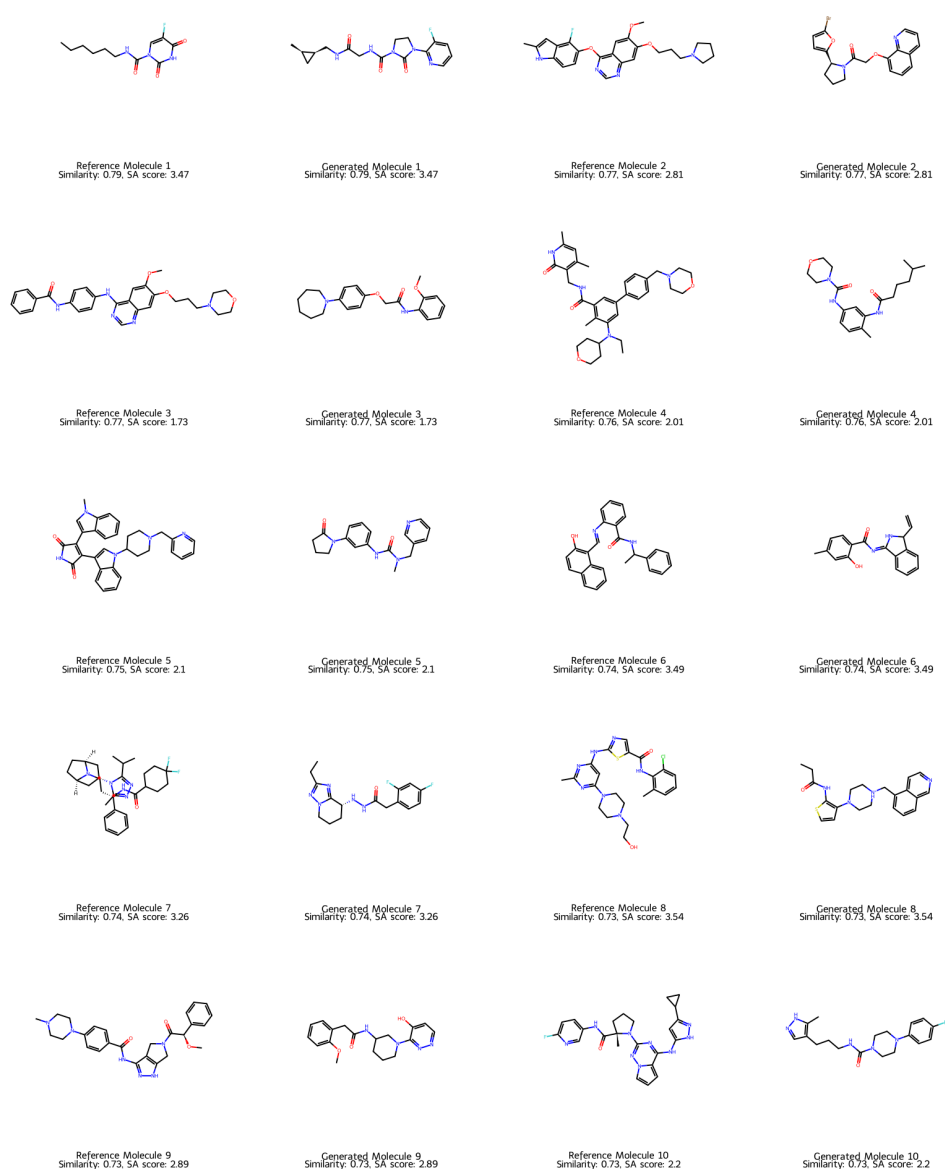 Reference Molecule 1
Similarity: 0.79, SA score: 3.47
Generated Molecule 1
Similarity: 0.79, SA score: 3.47
Reference Molecule 2
Similarity: 0.77, SA score: 2.81
Generated Molecule 2
Similarity: 0.77, SA score: 2.81
Reference Molecule 3
Similarity: 0.77, SA score: 1.73
Generated Molecule 3
Similarity: 0.77, SA score: 1.73
Reference Molecule 4
Similarity: 0.76, SA score: 2.01
Generated Molecule 4
Similarity: 0.76, SA score: 2.01
Reference Molecule 5
Similarity: 0.75, SA score: 2.1
Generated Molecule 5
Similarity: 0.75, SA score: 2.1
Reference Molecule 6
Similarity: 0.74, SA score: 3.49
Generated Molecule 6
Similarity: 0.74, SA score: 3.49
Reference Molecule 7
Similarity: 0.74, SA score: 3.26
Generated Molecule 7
Similarity: 0.74, SA score: 3.26
Reference Molecule 8
Similarity: 0.73, SA score: 3.54
Generated Molecule 8
Similarity: 0.73, SA score: 3.54
Reference Molecule 9
Similarity: 0.73, SA score: 2.89
Generated Molecule 9
Similarity: 0.73, SA score: 2.89
Reference Molecule 10
Similarity: 0.73, SA score: 2.2
Generated Molecule 10
Similarity: 0.73, SA score: 2.2